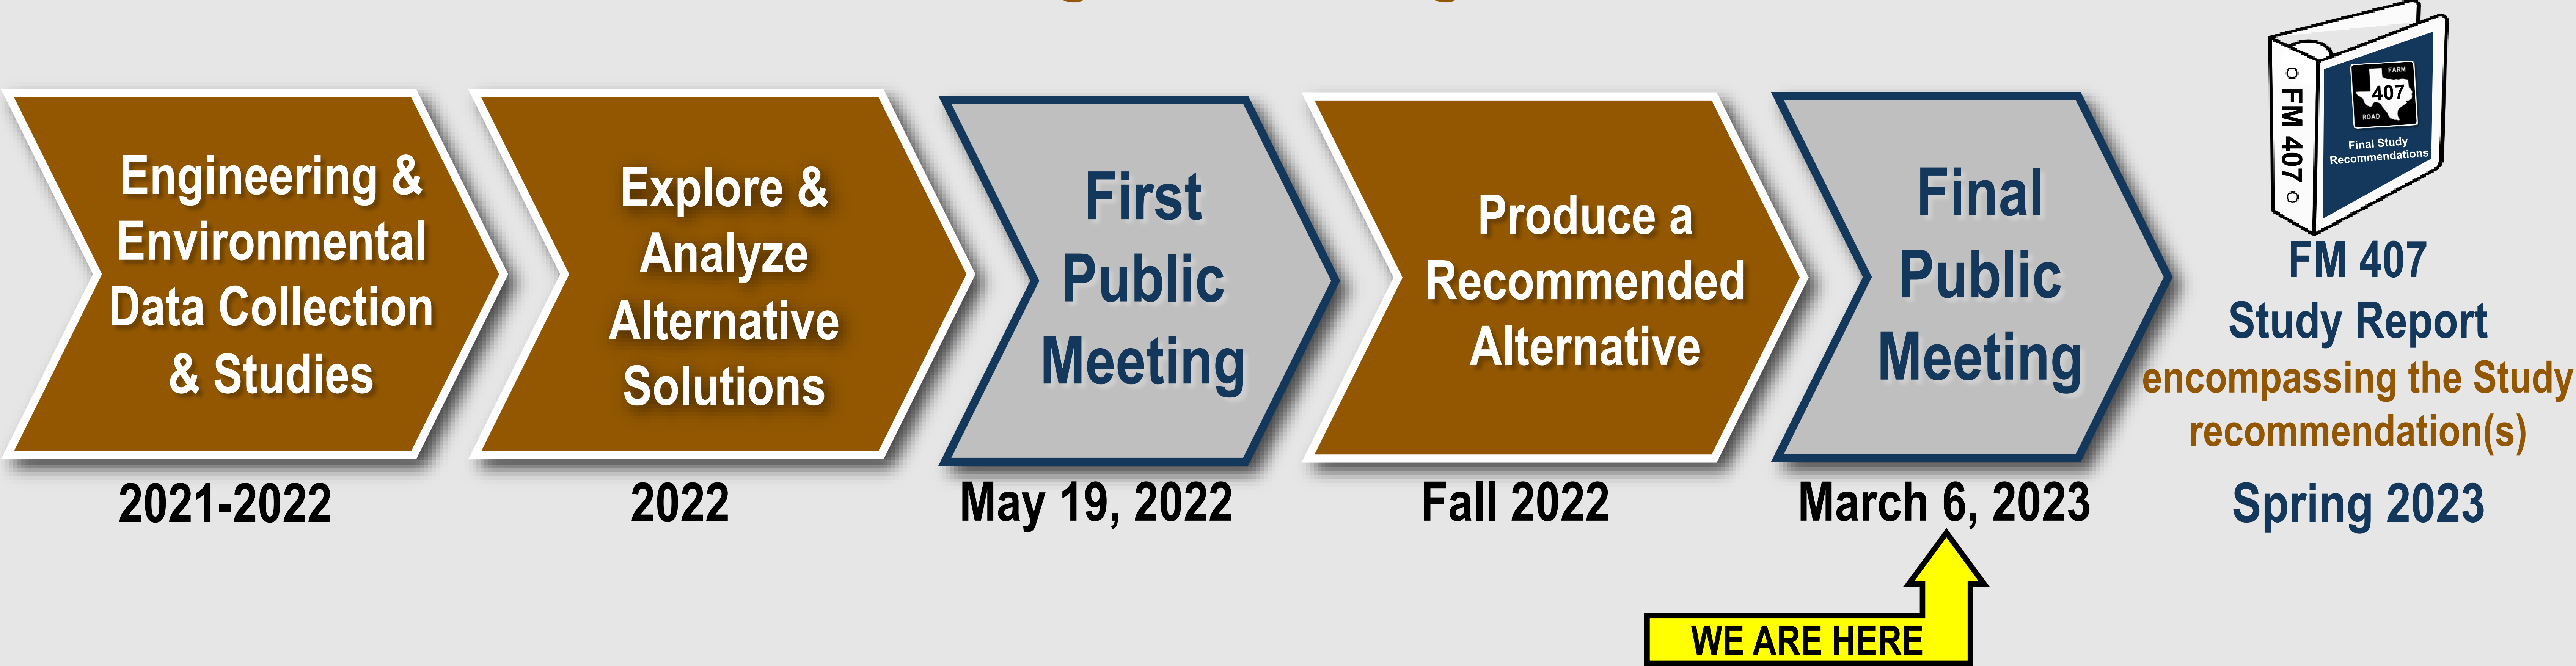 Engineering &
Environmental
Data Collection
& Studies
2021-2022
Explore &
Analyze
Alternative
Solutions
2022
First
Public
Meeting
May 19, 2022
Produce a
Recommended
Alternative
Fall 2022
Final
Public
Meeting
March 6, 2023
WE ARE HERE
FM 407
FARM
407
ROAD
Final Study
Recommendations
FM 407
Study Report
encompassing the Study
recommendation(s)
Spring 2023